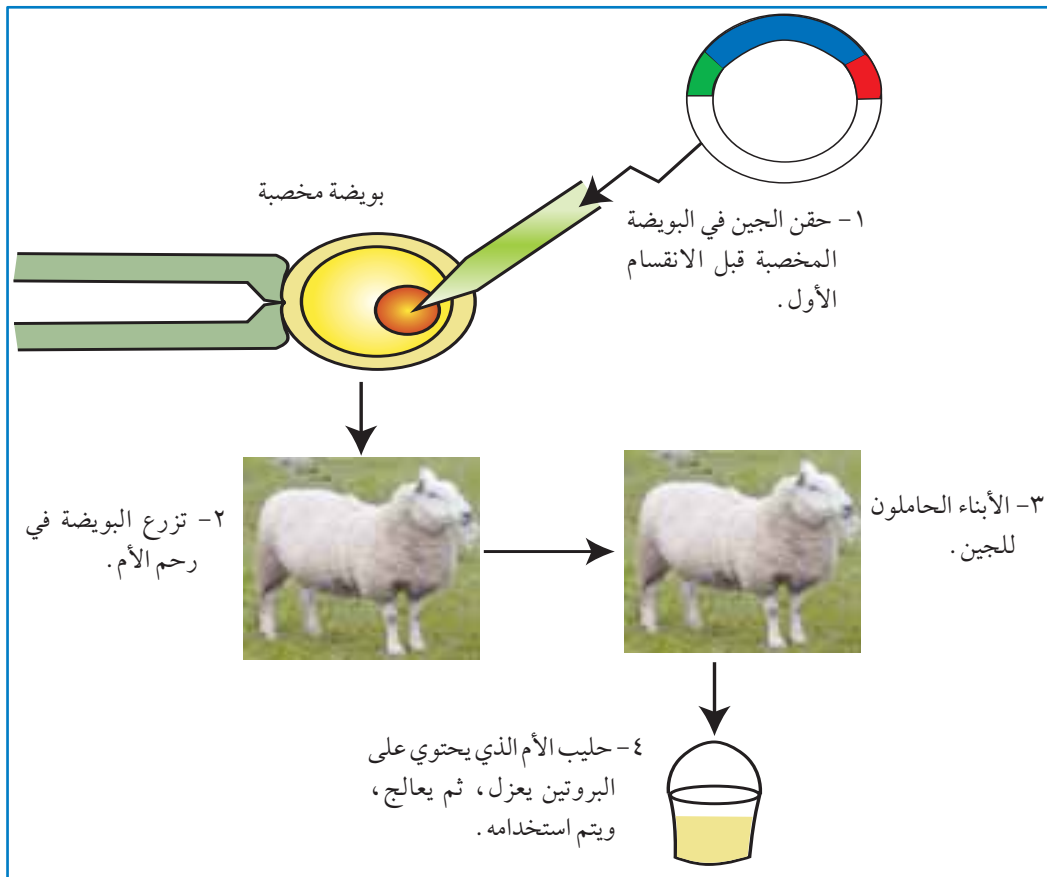 بويضة مخصبة
١- حقن الجين في البويضة
المخصبة قبل الانقسام
الأول.
٢- تزرع البويضة في
رحم الأم.
٣- الأبناء الحاملون
للجين.
٤- حليب الأم الذي يحتوي على
البروتين يعزل، ثم يعالج،
ويتم استخدامه.